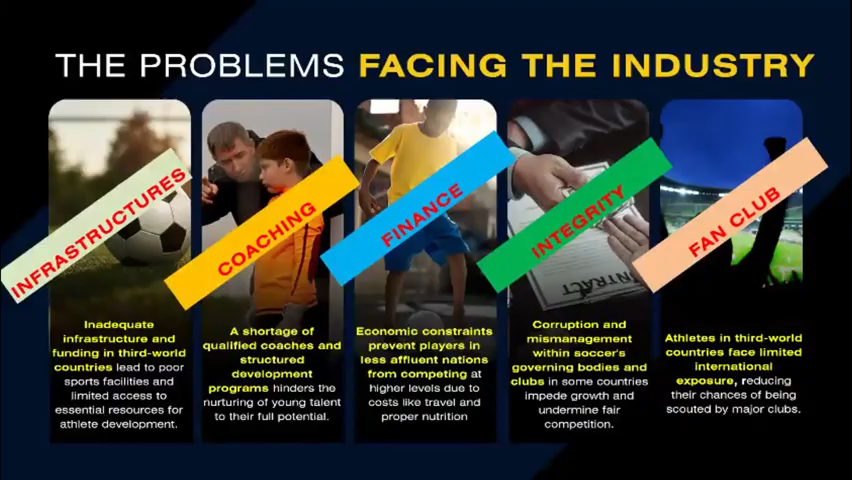 THE PROBLEMS FACING THE INDUSTRY
INFRASTRUCTURES
Inadequate
infrastructure and
funding in third-world
countries lead to poor
sports facilities and
limited access to
essential resources for
athlete development.
COACHING
A shortage of
qualified coaches and
structured
development
programs hinders the
nurturing of young talent
to their full potential.
FINANCE
Economic constraints
prevent players in
less affluent nations
from competing at
higher levels due to
costs like travel and
proper nutrition
INTEGRITY
CONTRACT
Corruption and
mismanagement
within soccer's
governing bodies and
clubs in some countries
impede growth and
undermine fair
competition.
FAN CLUB
Athletes in third-world
countries face limited
international
exposure, reducing
their chances of being
scouted by major clubs.